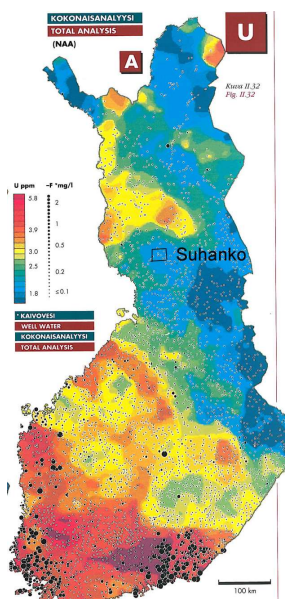 KOKONAISANALYYSI
TOTAL ANALYSIS
(NAA)
A
U
Kuva II.32
Fig. II.32
U ppm
5.8
3.9
3.0
2.5
1.8
–F *mg/l
2
1
0.5
0.2
≤0.1
Suhanko
* KAIVOVESI
WELL WATER
KOKONAISANALYYSI
TOTAL ANALYSIS
100 km